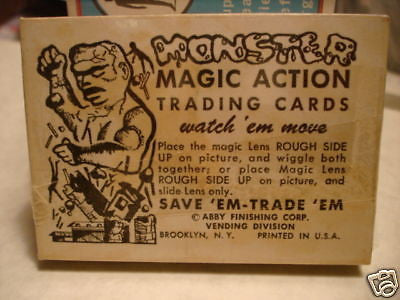 MONSTER
MAGIC ACTION
TRADING CARDS
watch 'em move
Place the magic Lens ROUGH SIDE
UP on picture, and wiggle both
together; or place Magic Lens
ROUGH SIDE UP on picture, and
slide Lens only.
SAVE 'EM-TRADE 'EM
© ABBY FINISHING CORP.
VENDING DIVISION
BROOKLYN, N. Y. PRINTED IN U.S.A.